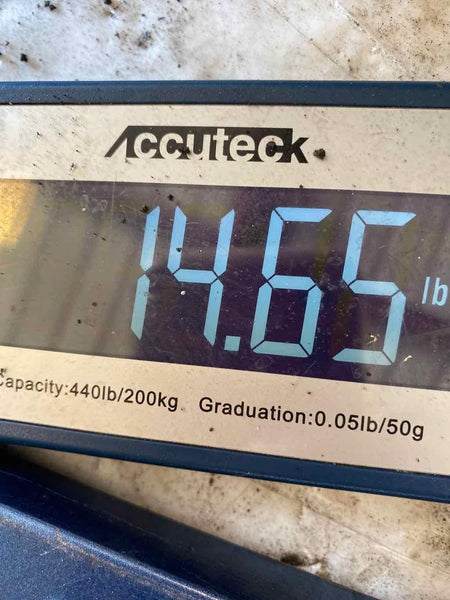 Accuteck
14.65 lb
Capacity:440lb/200kg Graduation:0.05lb/50g